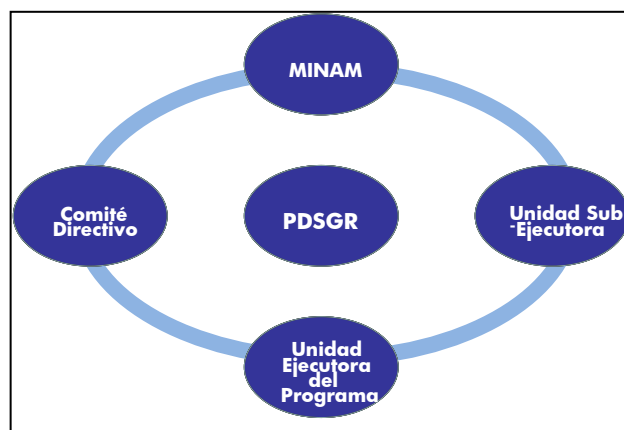 MINAM
Comité
Directivo
PDSGR
Unidad Sub
-Ejecutora
Unidad
Ejecutora
del
Programa